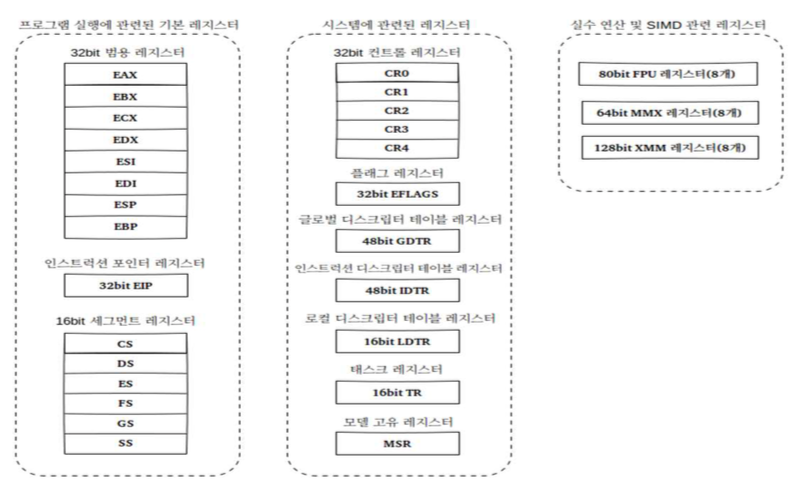 프로그램 실행에 관련된 기본 레지스터
32bit 범용 레지스터
EAX
EBX
ECX
EDX
ESI
EDI
ESP
EBP
인스트럭션 포인터 레지스터
32bit EIP
16bit 세그먼트 레지스터
CS
DS
ES
FS
GS
SS
시스템에 관련된 레지스터
32bit 컨트롤 레지스터
CR0
CR1
CR2
CR3
CR4
플래그 레지스터
32bit EFLAGS
글로벌 디스크립터 테이블 레지스터
48bit GDTR
인스트럭션 디스크립터 테이블 레지스터
48bit IDTR
로컬 디스크립터 테이블 레지스터
16bit LDTR
태스크 레지스터
16bit TR
모델 고유 레지스터
MSR
실수 연산 및 SIMD 관련 레지스터
80bit FPU 레지스터(8개)
64bit MMX 레지스터(8개)
128bit XMM 레지스터(8개)